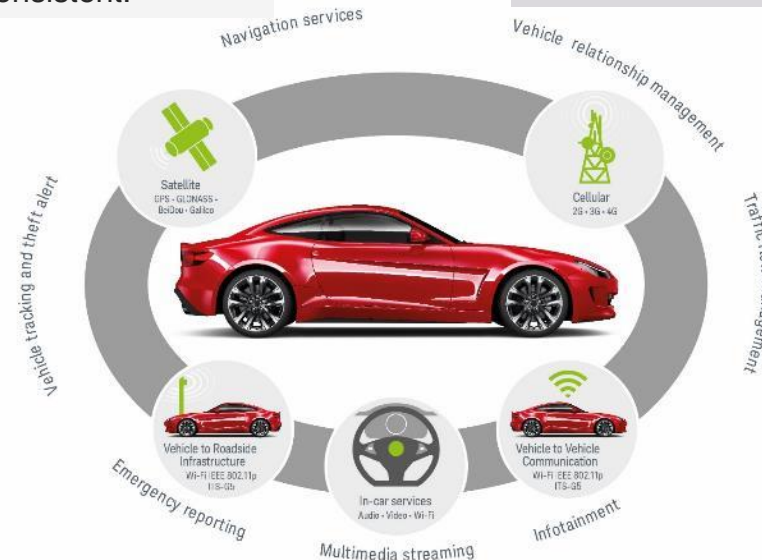 Navigation services
Vehicle relationship management
Satellite
GPS • GLONASS •
BeiDou • Galileo
Cellular
2G • 3G • 4G
Vehicle tracking and theft alert
Traffic
Vehicle to Roadside
Infrastructure
Wi-Fi IEEE 802.11p
ITS-G5
Vehicle to Vehicle
Communication
Wi-Fi IEEE 802.11p
ITS-G5
In-car services
Audio • Video • Wi-Fi
Emergency reporting
Infotainment
Multimedia streaming